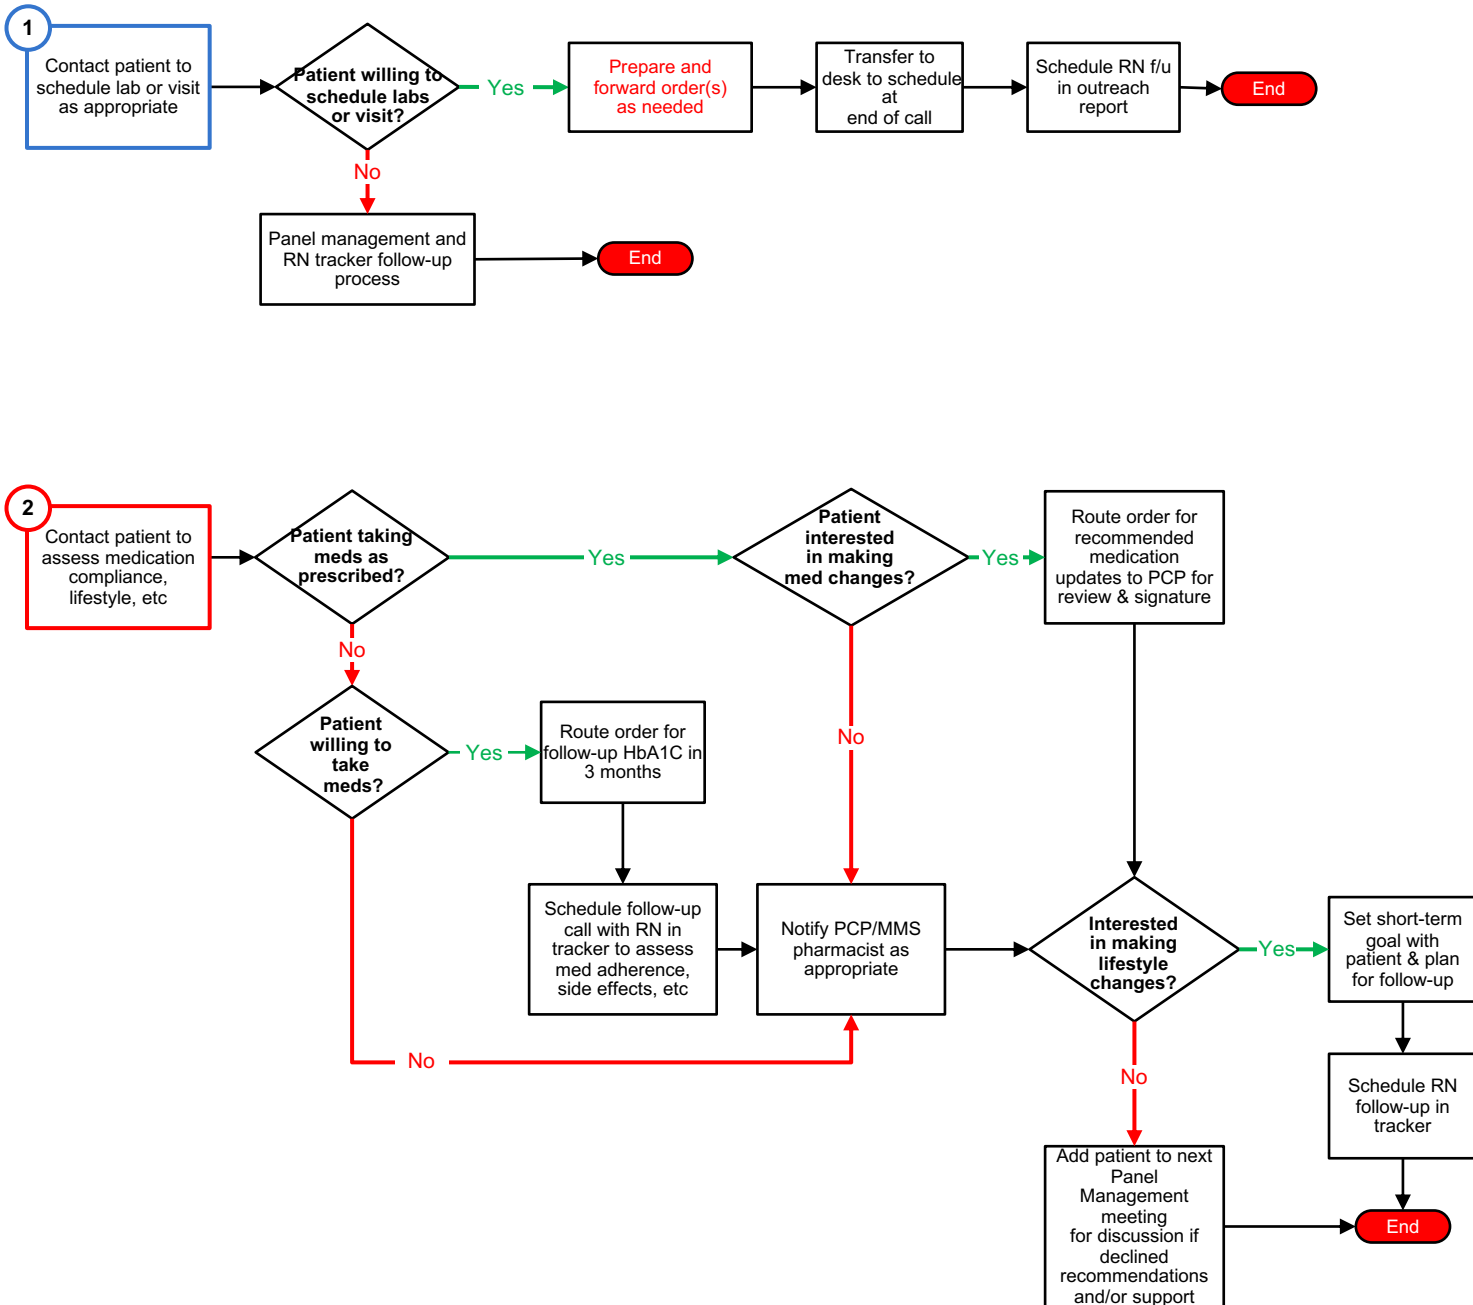 1
Contact patient to
schedule lab or visit
as appropriate
Patient willing to
schedule labs
or visit?
Yes
Prepare and
forward order(s)
as needed
Transfer to
desk to schedule
at
end of call
Schedule RN f/u
in outreach
report
End
No
Panel management and
RN tracker follow-up
process
End
2
Contact patient to
assess medication
compliance,
lifestyle, etc
Patient taking
meds as
prescribed?
Yes
Patient
interested
in making
med changes?
Yes
Route order for
recommended
medication
updates to PCP for
review & signature
No
Patient
willing to
take
meds?
Yes
Route order for
follow-up HbA1C in
3 months
No
Schedule follow-up
call with RN in
tracker to assess
med adherence,
side effects, etc
Notify PCP/MMS
pharmacist as
appropriate
Interested
in making
lifestyle
changes?
Yes
Set short-term
goal with
patient & plan
for follow-up
No
No
Schedule RN
follow-up in
tracker
Add patient to next
Panel
Management
meeting
for discussion if
declined
recommendations
and/or support
End